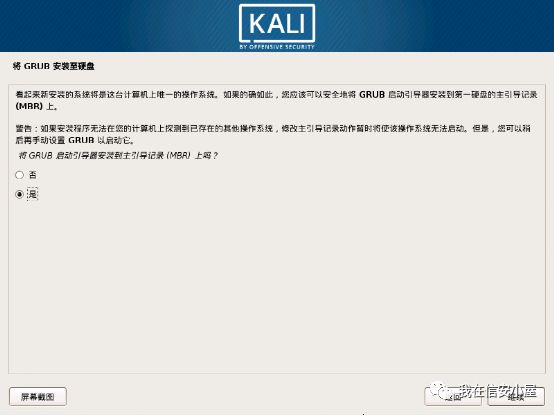 KALI
BY OFFENSIVE SECURITY
将 GRUB 安装至硬盘
看起来新安装的系统将是这台计算机上唯一的操作系统。如果的确如此，您应该可以安全地将 GRUB 启动引导器安装到第一硬盘的主引导记录
(MBR) 上。
警告：如果安装程序无法在您的计算机上探测到已存在的其他操作系统，修改主引导记录动作暂时将使该操作系统无法启动。但是，您可以稍
后再手动设置 GRUB 以启动它。
将 GRUB 启动引导器安装到主引导记录 (MBR) 上吗？
否
是
屏幕截图
返回
继续
我在信安小屋